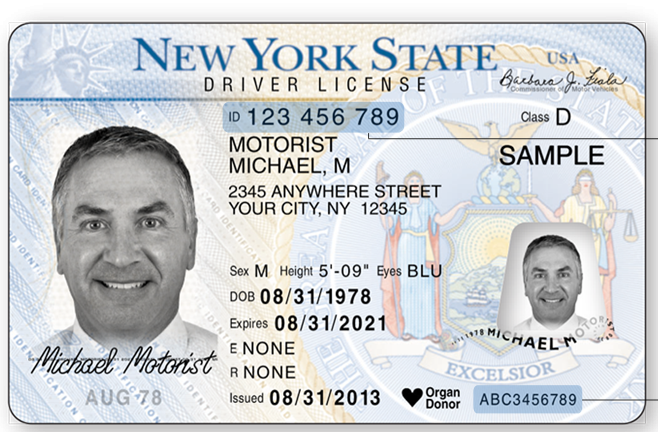 NEW YORK STATE
USA
DRIVER LICENSE
Barbara J. Fiala
Commissioner of Motor Vehicles
ID 123 456 789
Class D
MOTORIST
MICHAEL, M
SAMPLE
2345 ANYWHERE STREET
YOUR CITY, NY 12345
Sex M Height 5'-09" Eyes BLU
DOB 08/31/1978
Expires 08/31/2021
E NONE
R NONE
Issued 08/31/2013
Organ
Donor
Michael Motorist
AUG 78
MICHAEL M
EXCELSIOR
ABC3456789